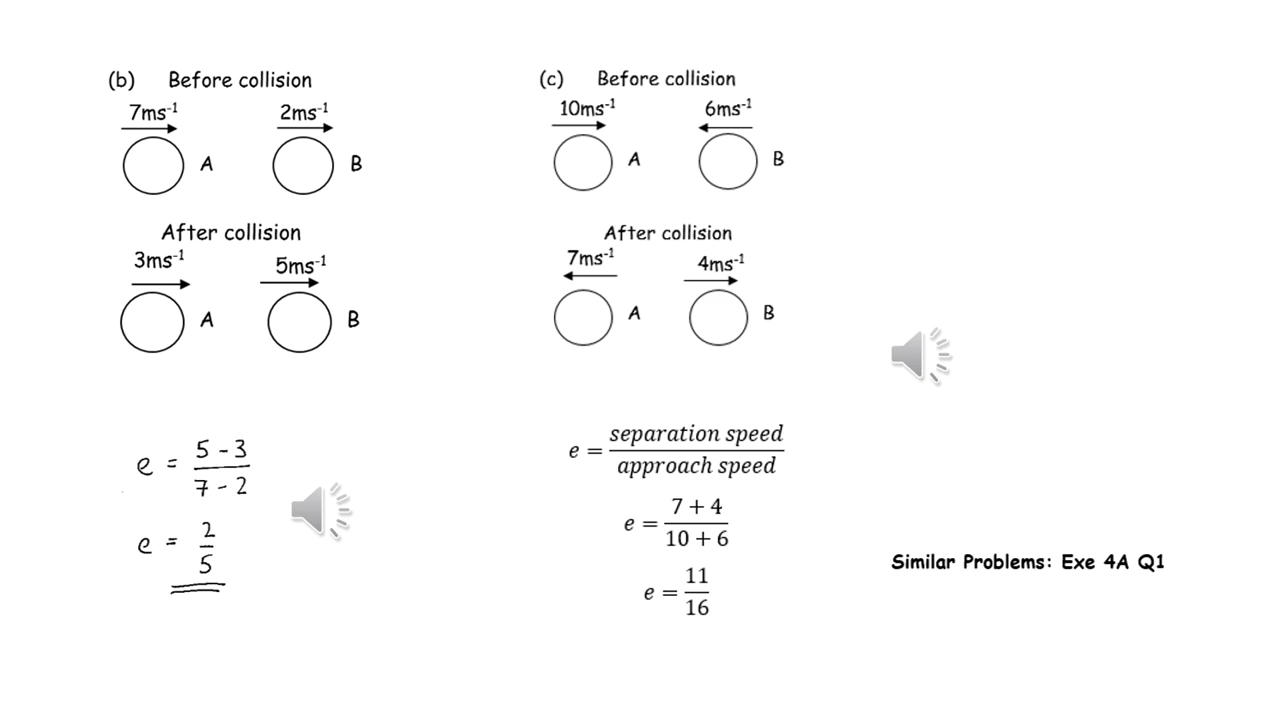 (b) Before collision
7ms⁻¹ 2ms⁻¹
A B
After collision
3ms⁻¹ 5ms⁻¹
A B
e = (5 - 3)/(7 - 2)
e = 2/5
(c) Before collision
10ms⁻¹ 6ms⁻¹
A B
After collision
7ms⁻¹ 4ms⁻¹
A B
e = separation speed/approach speed
e = (7 + 4)/(10 + 6)
e = 11/16
Similar Problems: Exe 4A Q1